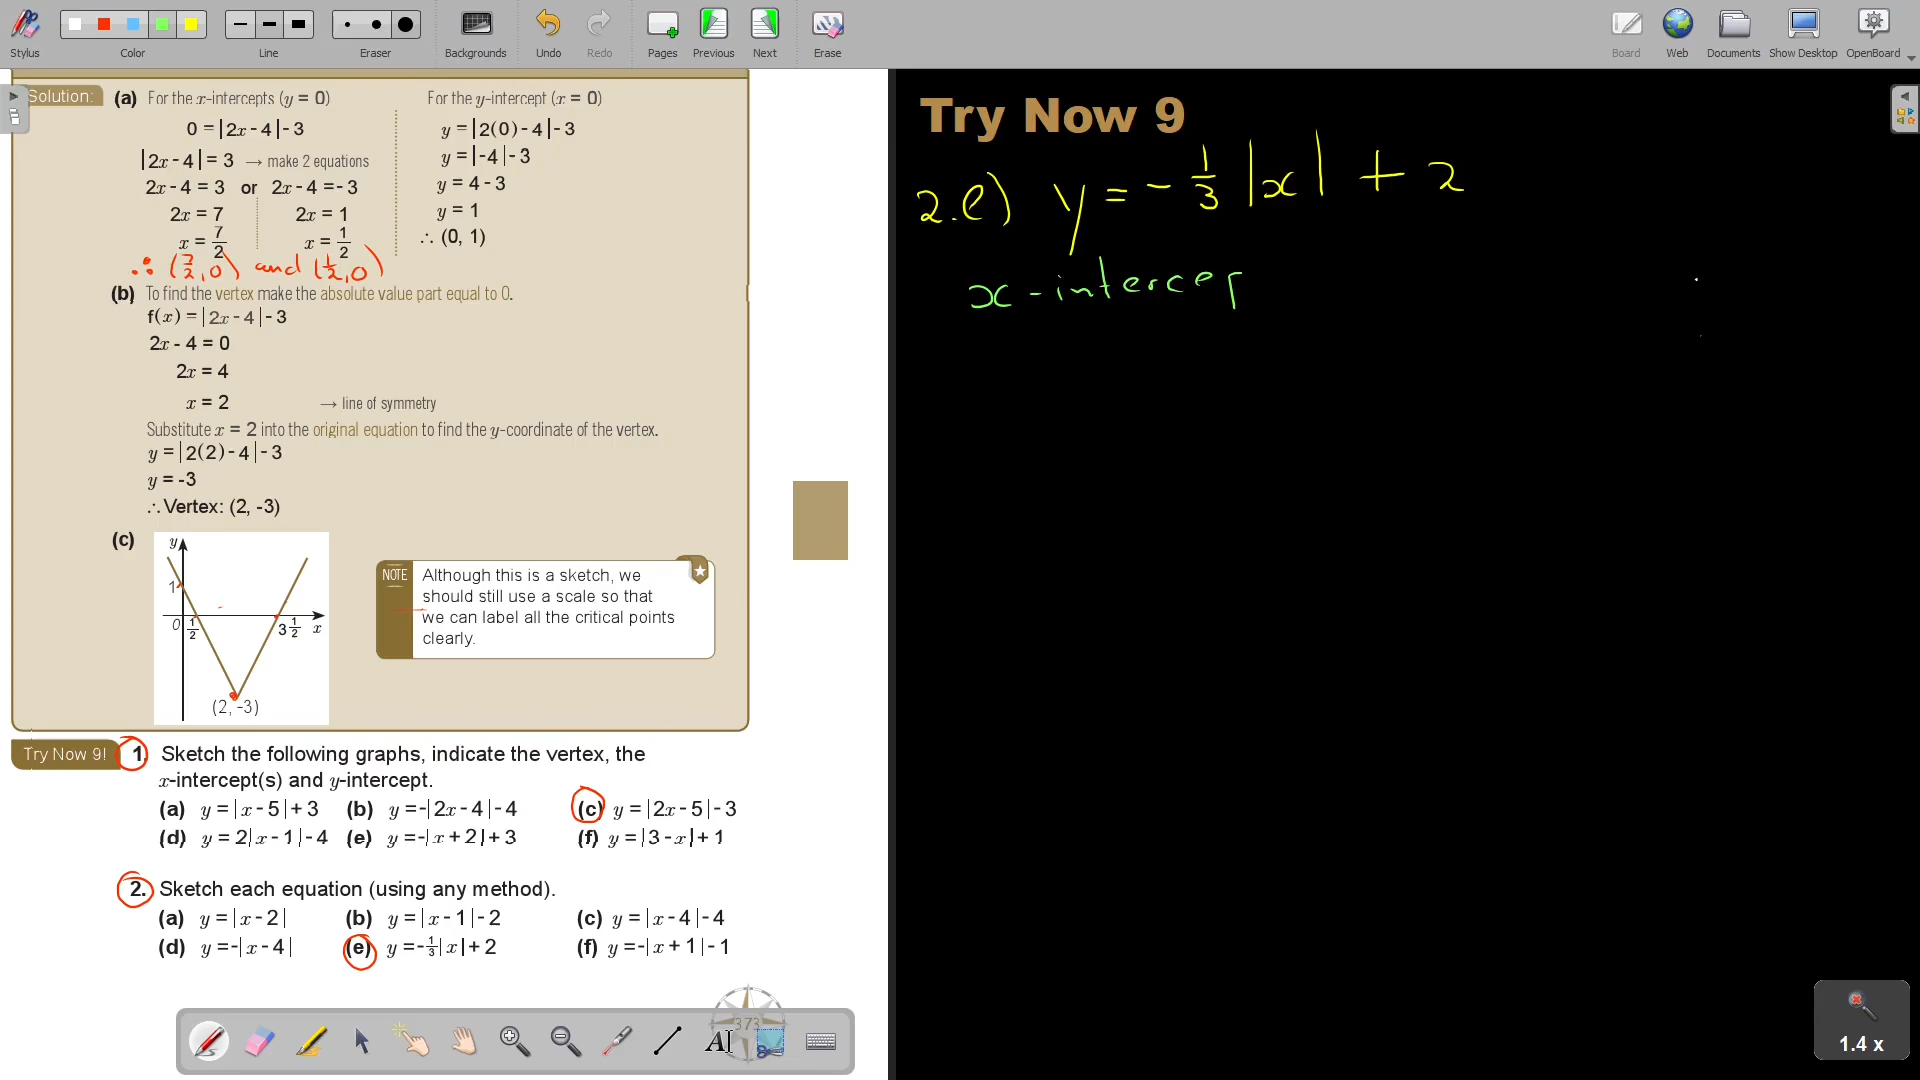 Stylus Color Line Eraser Backgrounds Undo Redo Pages Previous Next Erase Board Web Documents Show Desktop OpenBoard
Solution: (a) For the x-intercepts (y = 0)
0 = |2x - 4| - 3
|2x - 4| = 3 → make 2 equations
2x - 4 = 3 or 2x - 4 = - 3
2x = 7 2x = 1
x = 7/2 x = 1/2
∴ (7/2, 0) and (1/2, 0)
For the y-intercept (x = 0)
y = |2(0) - 4| - 3
y = |-4| - 3
y = 4 - 3
y = 1
∴ (0, 1)
(b) To find the vertex make the absolute value part equal to 0.
f(x) = |2x - 4| - 3
2x - 4 = 0
2x = 4
x = 2 → line of symmetry
Substitute x = 2 into the original equation to find the y-coordinate of the vertex.
y = |2(2) - 4| - 3
y = -3
∴ Vertex: (2, -3)
(c)
y
1
0 1/2 3 1/2 x
(2, -3)
NOTE
Although this is a sketch, we
should still use a scale so that
we can label all the critical points
clearly.
Try Now 9! 1. Sketch the following graphs, indicate the vertex, the
x-intercept(s) and y-intercept.
(a) y = |x - 5| + 3 (b) y = -|2x - 4| - 4 (c) y = |2x - 5| - 3
(d) y = 2|x - 1| - 4 (e) y = -|x + 2| + 3 (f) y = |3 - x| + 1
2. Sketch each equation (using any method).
(a) y = |x - 2| (b) y = |x - 1| - 2 (c) y = |x - 4| - 4
(d) y = -|x - 4| (e) y = -1/3|x| + 2 (f) y = -|x + 1| - 1
373
Try Now 9
2.e) y = - 1/3 |x| + 2
x - intercep
1.4 x